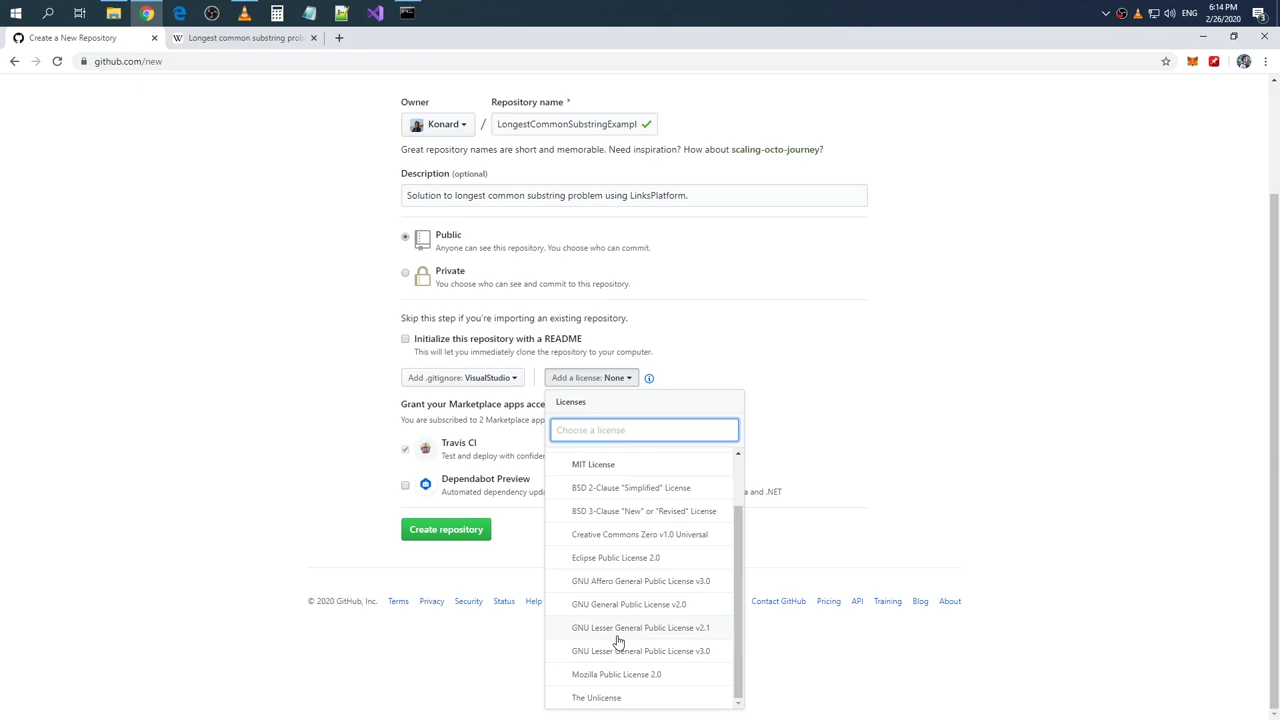 6:14 PM
ENG
2/26/2020
3
Create a New Repository
Longest common substring prob
github.com/new
Owner
Repository name *
Konard
/
LongestCommonSubstringExampl
Great repository names are short and memorable. Need inspiration? How about scaling-octo-journey?
Description (optional)
Solution to longest common substring problem using LinksPlatform.
Public
Anyone can see this repository. You choose who can commit.
Private
You choose who can see and commit to this repository.
Skip this step if you're importing an existing repository.
Initialize this repository with a README
This will let you immediately clone the repository to your computer.
Add .gitignore: VisualStudio
Add a license: None
Licenses
Grant your Marketplace apps acce
You are subscribed to 2 Marketplace app
Choose a license
Travis CI
Test and deploy with confiden
MIT License
Dependabot Preview
Automated dependency upda
a and .NET
BSD 2-Clause "Simplified" License
BSD 3-Clause "New" or "Revised" License
Create repository
Creative Commons Zero v1.0 Universal
Eclipse Public License 2.0
GNU Affero General Public License v3.0
GNU General Public License v2.0
GNU Lesser General Public License v2.1
GNU Lesser General Public License v3.0
Mozilla Public License 2.0
The Unlicense
© 2020 GitHub, Inc.
Terms
Privacy
Security
Status
Help
Contact GitHub
Pricing
API
Training
Blog
About